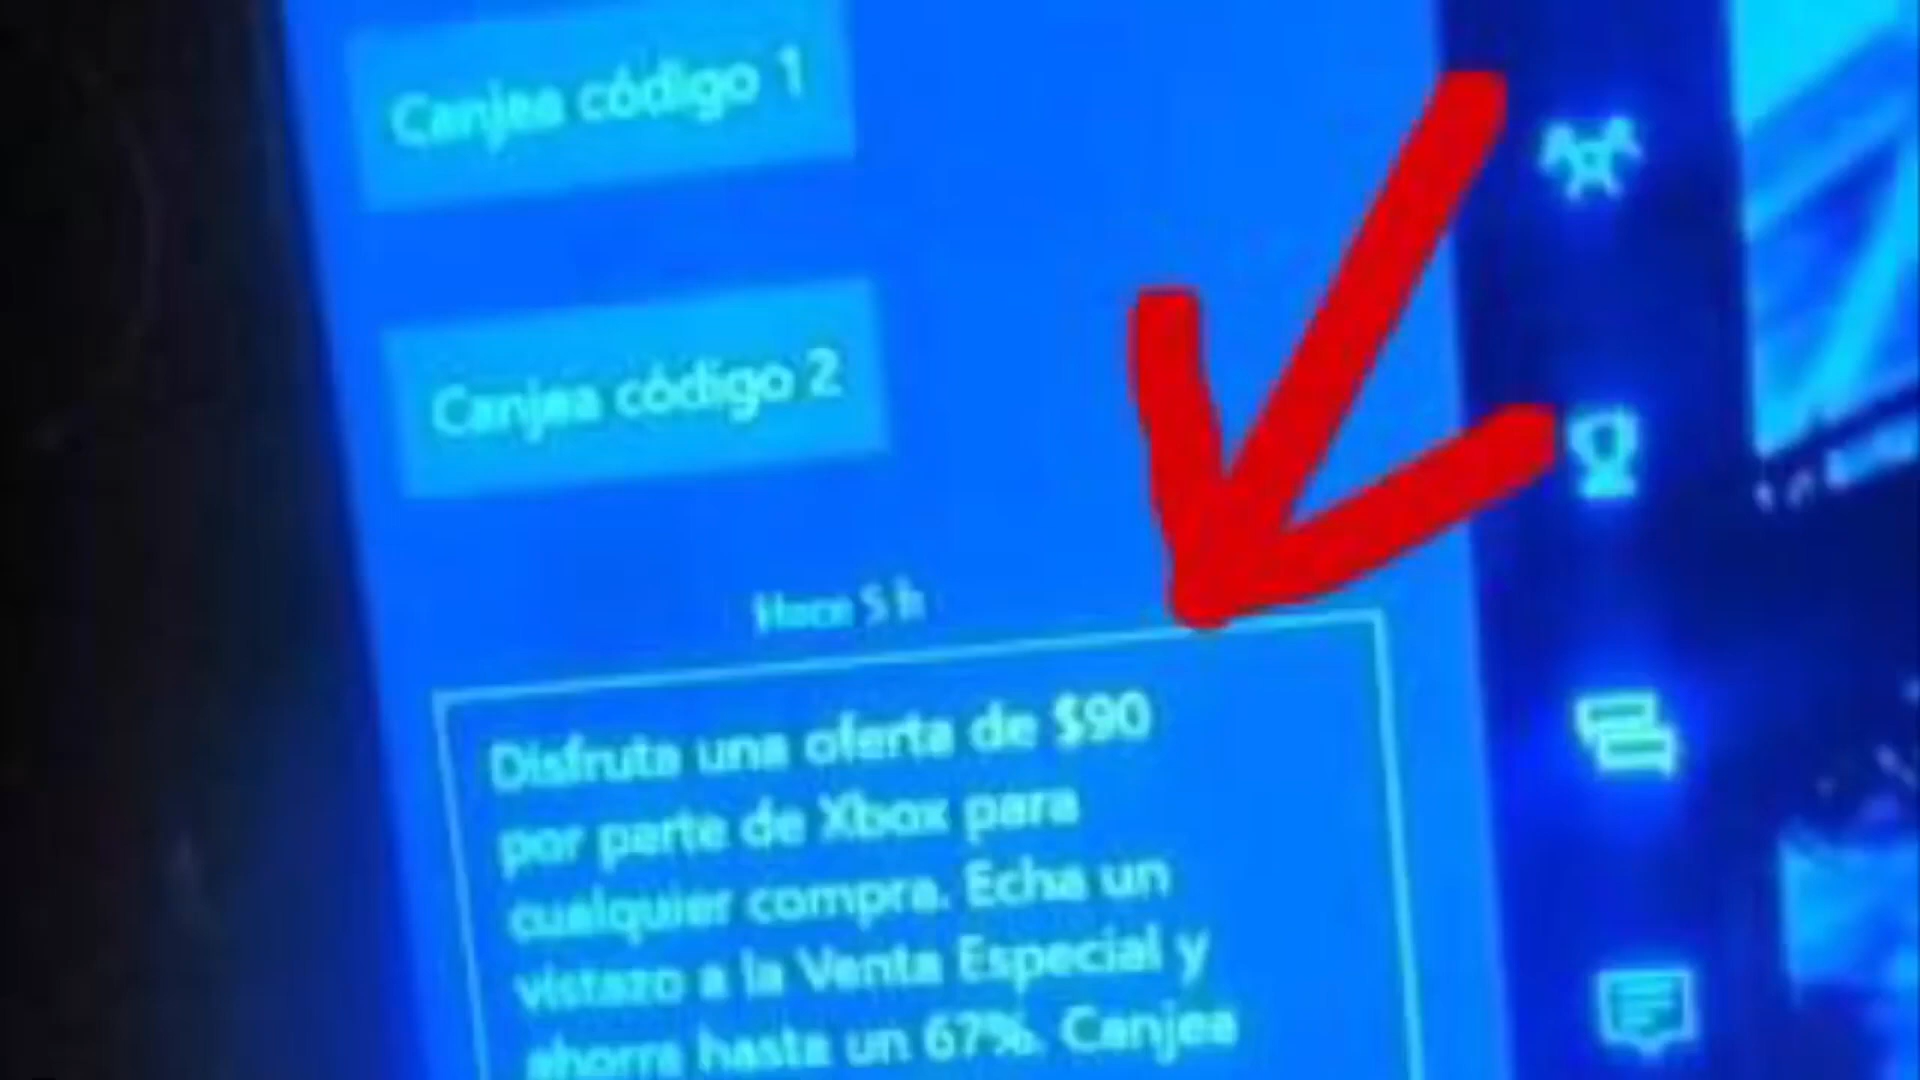 Canjea código 1
Canjea código 2
Hace 5 h
Disfruta una oferta de $90
por parte de Xbox para
cualquier compra. Echa un
vistazo a la Venta Especial y
ahorra hasta un 67%. Canjea